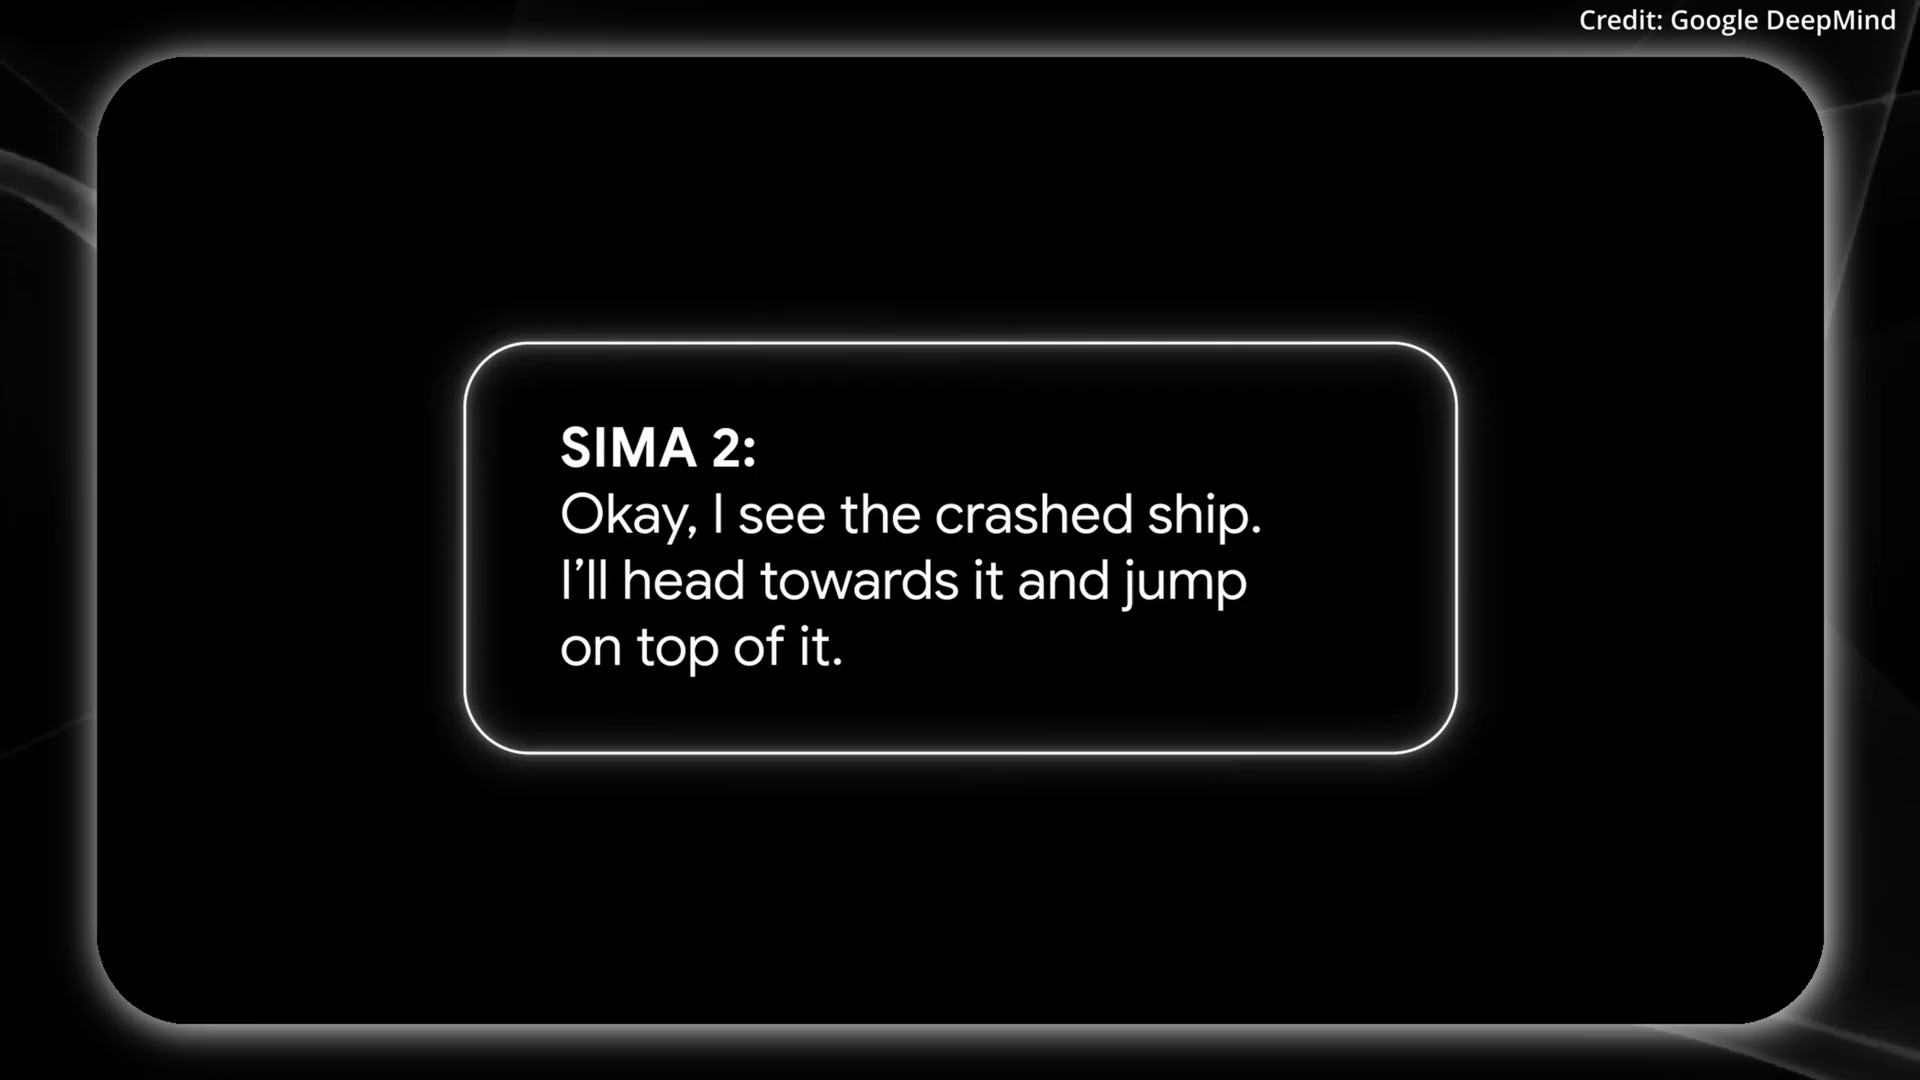 Credit: Google DeepMind
SIMA 2:
Okay, I see the crashed ship.
I’ll head towards it and jump
on top of it.